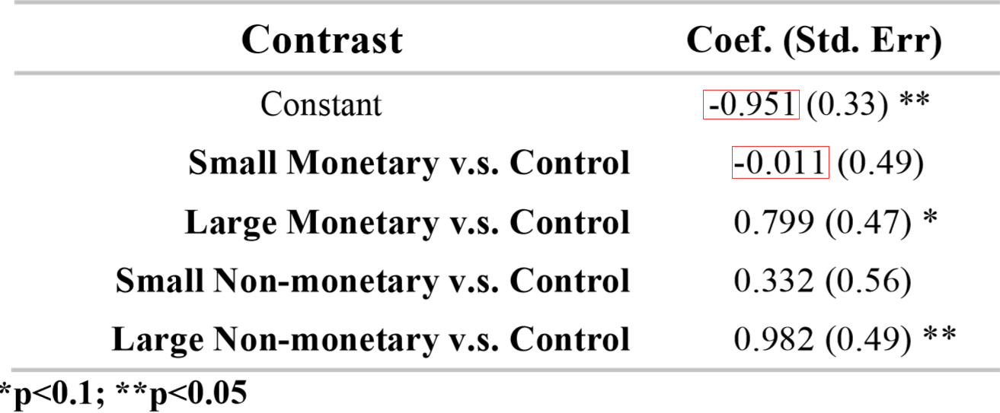 Contrast Coef. (Std. Err)
Constant -0.951 (0.33) **
Small Monetary v.s. Control -0.011 (0.49)
Large Monetary v.s. Control 0.799 (0.47) *
Small Non-monetary v.s. Control 0.332 (0.56)
Large Non-monetary v.s. Control 0.982 (0.49) **
*p<0.1; **p<0.05